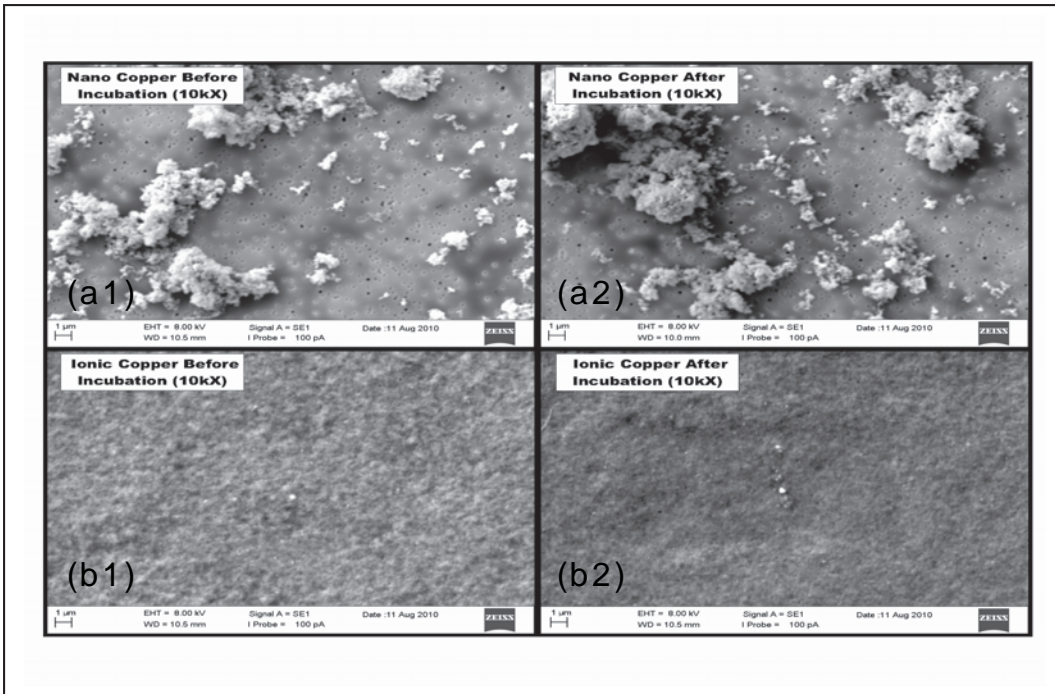 Nano Copper Before
Incubation (10kX)
(a1)
1 µm
EHT = 8.00 kV
WD = 10.5 mm
Signal A = SE1
I Probe = 100 pA
Date :11 Aug 2010
ZEISS
Nano Copper After
Incubation (10kX)
(a2)
1 µm
EHT = 8.00 kV
WD = 10.0 mm
Signal A = SE1
I Probe = 100 pA
Date :11 Aug 2010
ZEISS
Ionic Copper Before
Incubation (10kX)
(b1)
1 µm
EHT = 8.00 kV
WD = 10.5 mm
Signal A = SE1
I Probe = 100 pA
Date :11 Aug 2010
ZEISS
Ionic Copper After
Incubation (10kX)
(b2)
1 µm
EHT = 8.00 kV
WD = 10.5 mm
Signal A = SE1
I Probe = 100 pA
Date :11 Aug 2010
ZEISS